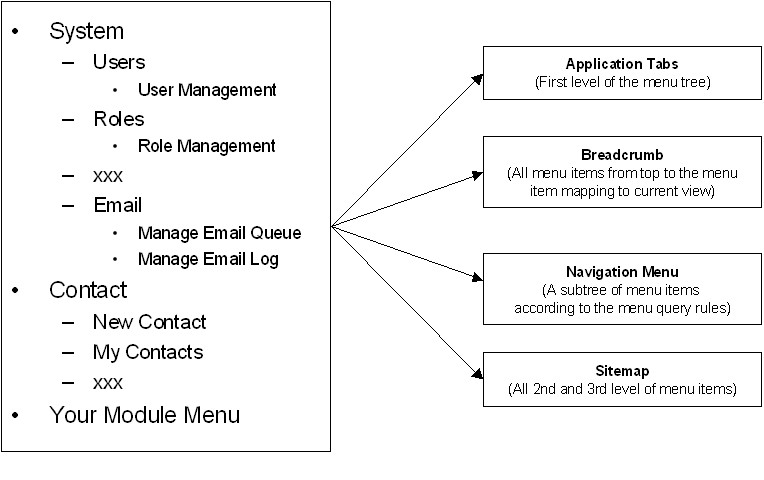 • System
– Users
• User Management
– Roles
• Role Management
– xxx
– Email
• Manage Email Queue
• Manage Email Log
• Contact
– New Contact
– My Contacts
– xxx
• Your Module Menu
Application Tabs
(First level of the menu tree)
Breadcrumb
(All menu items from top to the menu
item mapping to current view)
Navigation Menu
(A subtree of menu items
according to the menu query rules)
Sitemap
(All 2nd and 3rd level of menu items)